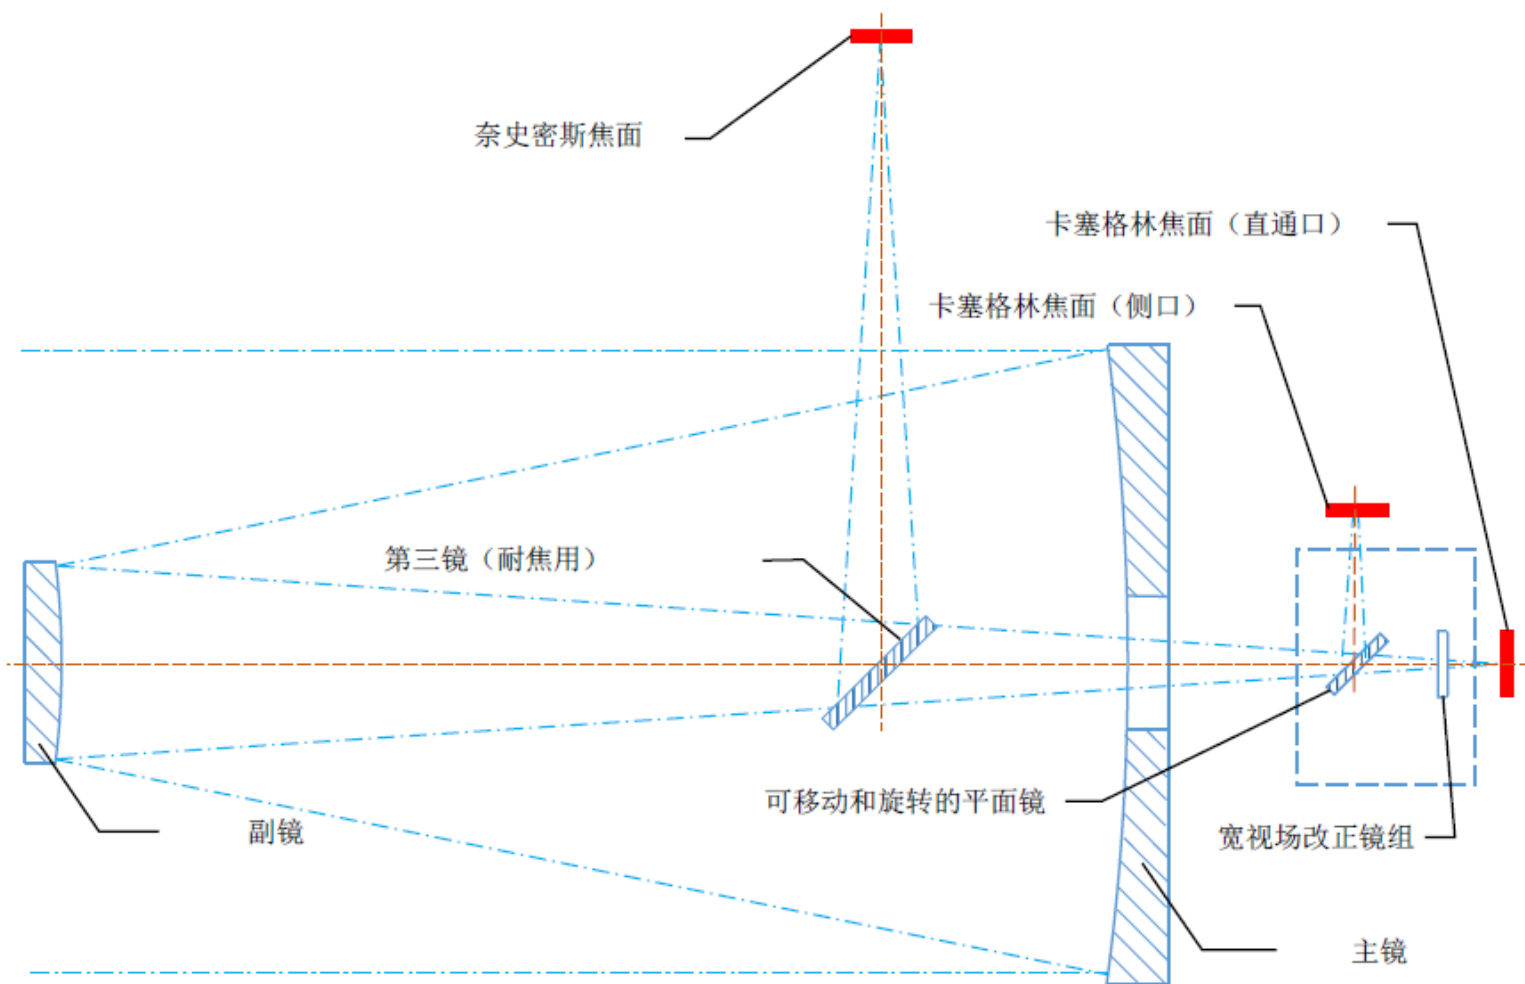 奈史密斯焦面
卡塞格林焦面（直通口）
卡塞格林焦面（侧口）
第三镜（耐焦用）
可移动和旋转的平面镜
副镜
宽视场改正镜组
主镜